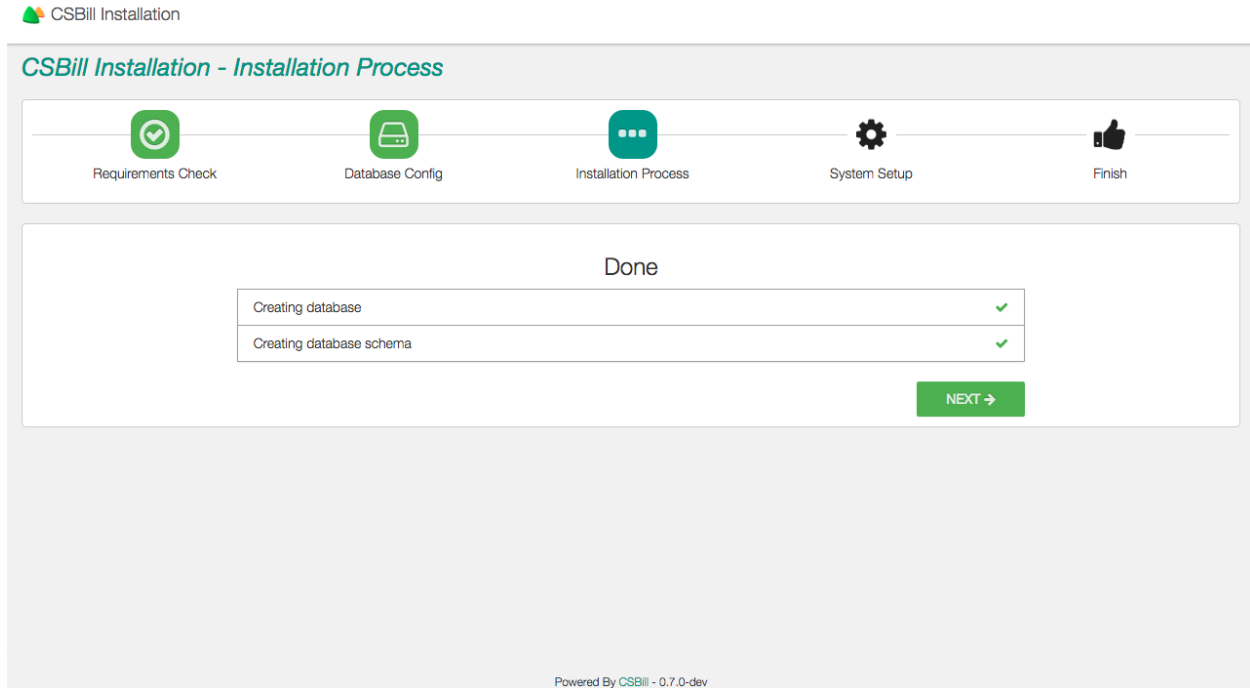 CSBill Installation
CSBill Installation - Installation Process
Requirements Check
Database Config
Installation Process
System Setup
Finish
Done
Creating database
Creating database schema
NEXT
Powered By CSBill - 0.7.0-dev